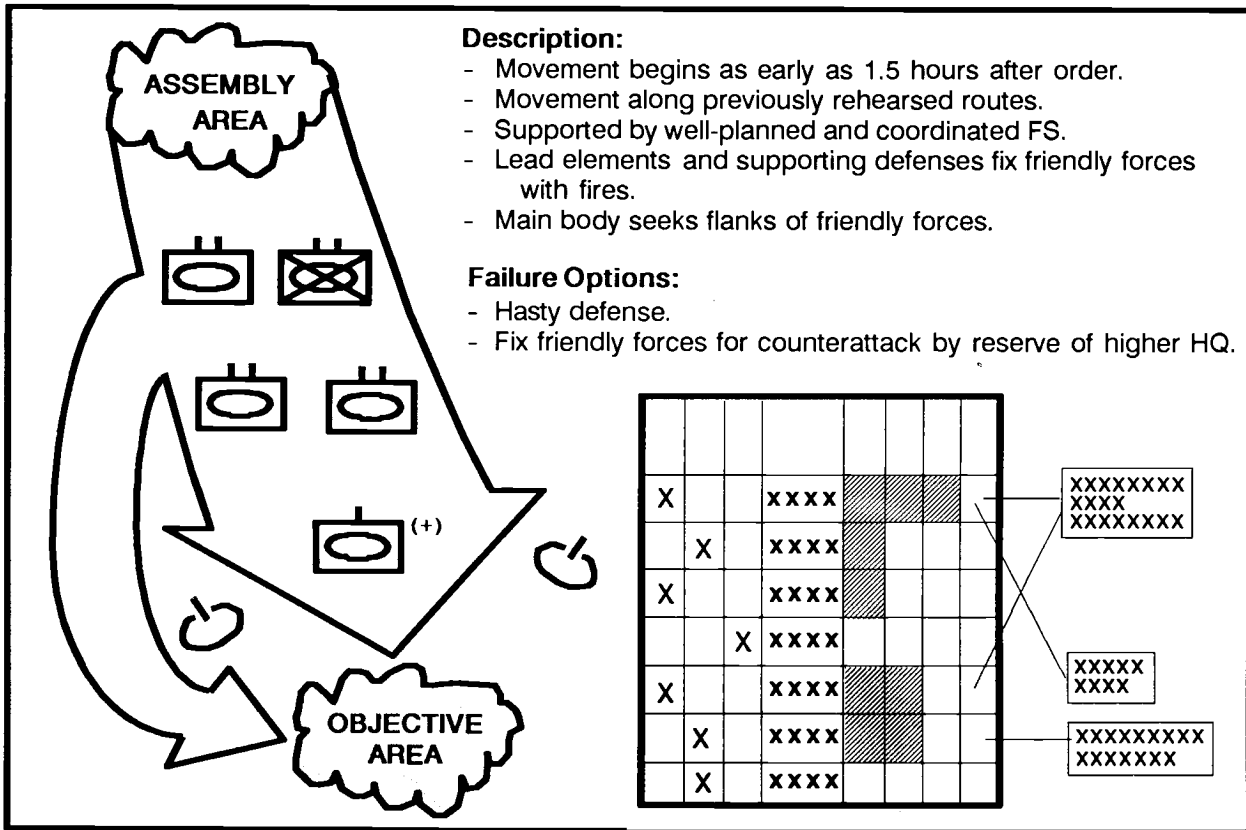 ASSEMBLY
AREA
Description:
- Movement begins as early as 1.5 hours after order.
- Movement along previously rehearsed routes.
- Supported by well-planned and coordinated FS.
- Lead elements and supporting defenses fix friendly forces
with fires.
- Main body seeks flanks of friendly forces.
Failure Options:
- Hasty defense.
- Fix friendly forces for counterattack by reserve of higher HQ.
(+)
OBJECTIVE
AREA
X xxxx
X xxxx
X xxxx
X xxxx
X xxxx
X xxxx
X xxxx
XXXXXXXX
XXXX
XXXXXXXX
XXXXX
XXXX
XXXXXXXXX
XXXXXXX